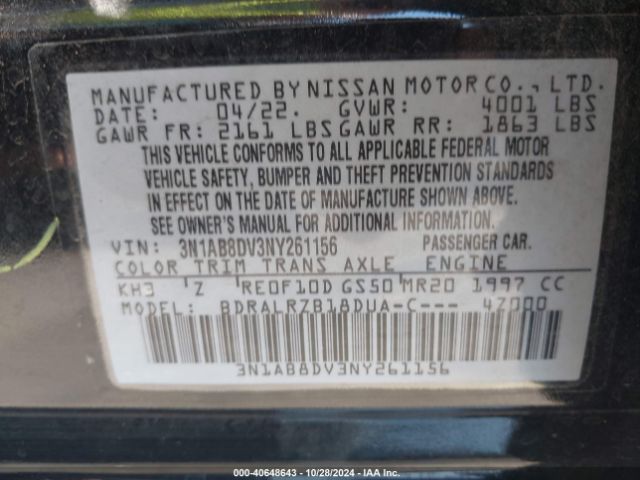 MANUFACTURED BY NISSAN MOTOR CO., LTD.
DATE: 04/22. GVWR: 4001 LBS
GAWR FR: 2161 LBS GAWR RR: 1863 LBS
THIS VEHICLE CONFORMS TO ALL APPLICABLE FEDERAL MOTOR
VEHICLE SAFETY, BUMPER AND THEFT PREVENTION STANDARDS
IN EFFECT ON THE DATE OF MANUFACTURE SHOWN ABOVE.
SEE OWNER'S MANUAL FOR ADDITIONAL INFORMATION.
VIN: 3N1AB8DV3NY261156 PASSENGER CAR.
COLOR TRIM TRANS AXLE ENGINE
KH3 Z RE0F10D GS50 MR20 1997 CC
MODEL: BDRALRZB18DUA-C--- 4Z000
3N1AB8DV3NY261156
000-40648643 - 10/28/2024 - IAA Inc.